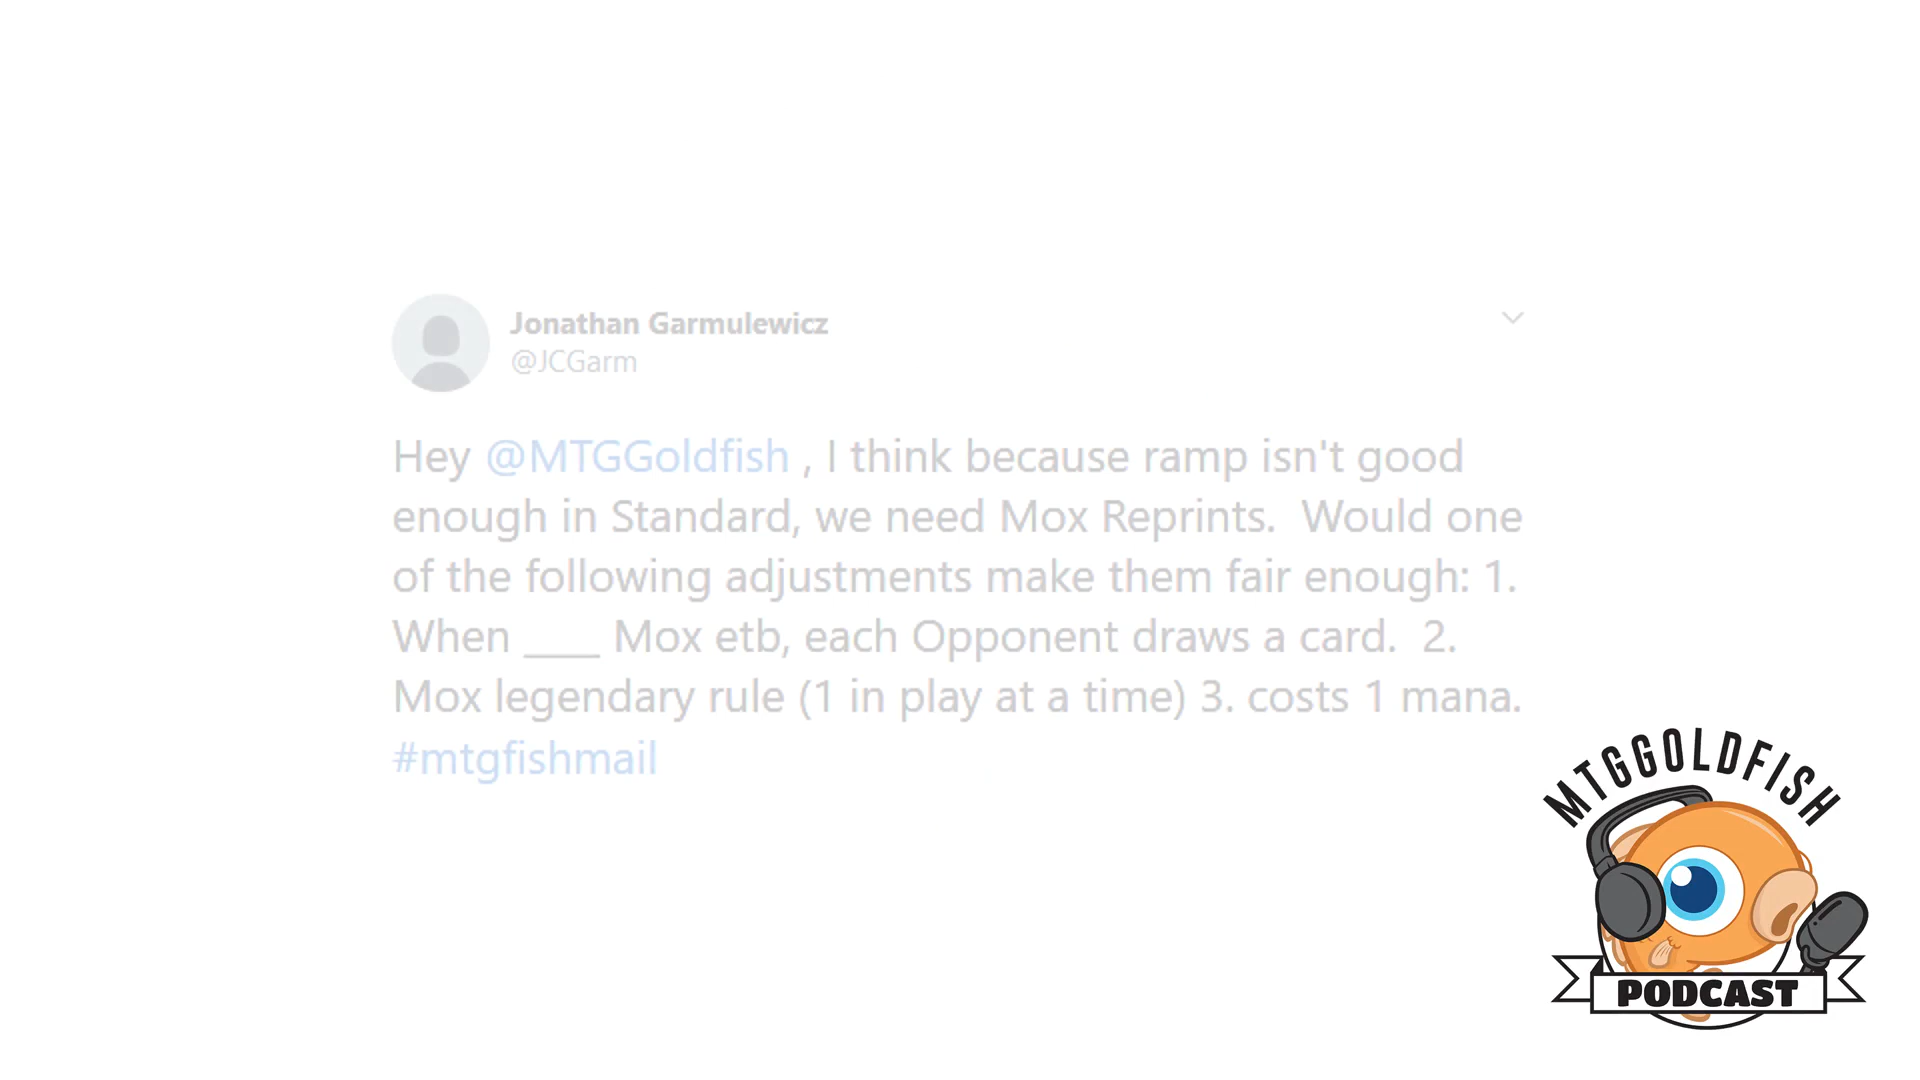 Jonathan Garmulewicz
@JCGarm
Hey @MTGGoldfish , I think because ramp isn't good
enough in Standard, we need Mox Reprints.  Would one
of the following adjustments make them fair enough: 1.
When ____ Mox etb, each Opponent draws a card.  2.
Mox legendary rule (1 in play at a time) 3. costs 1 mana.
#mtgfishmail
MTGGOLDFISH
PODCAST